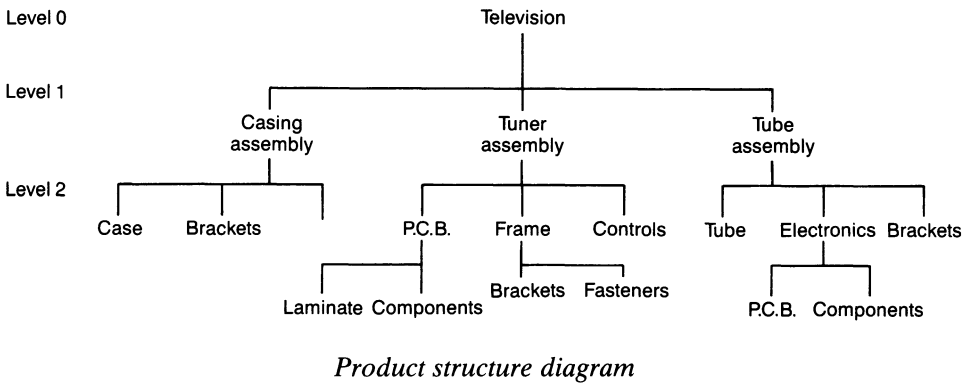 Level 0 Television
Level 1
Casing assembly Tuner assembly Tube assembly
Level 2
Case Brackets P.C.B. Frame Controls Tube Electronics Brackets
Laminate Components Brackets Fasteners P.C.B. Components
Product structure diagram